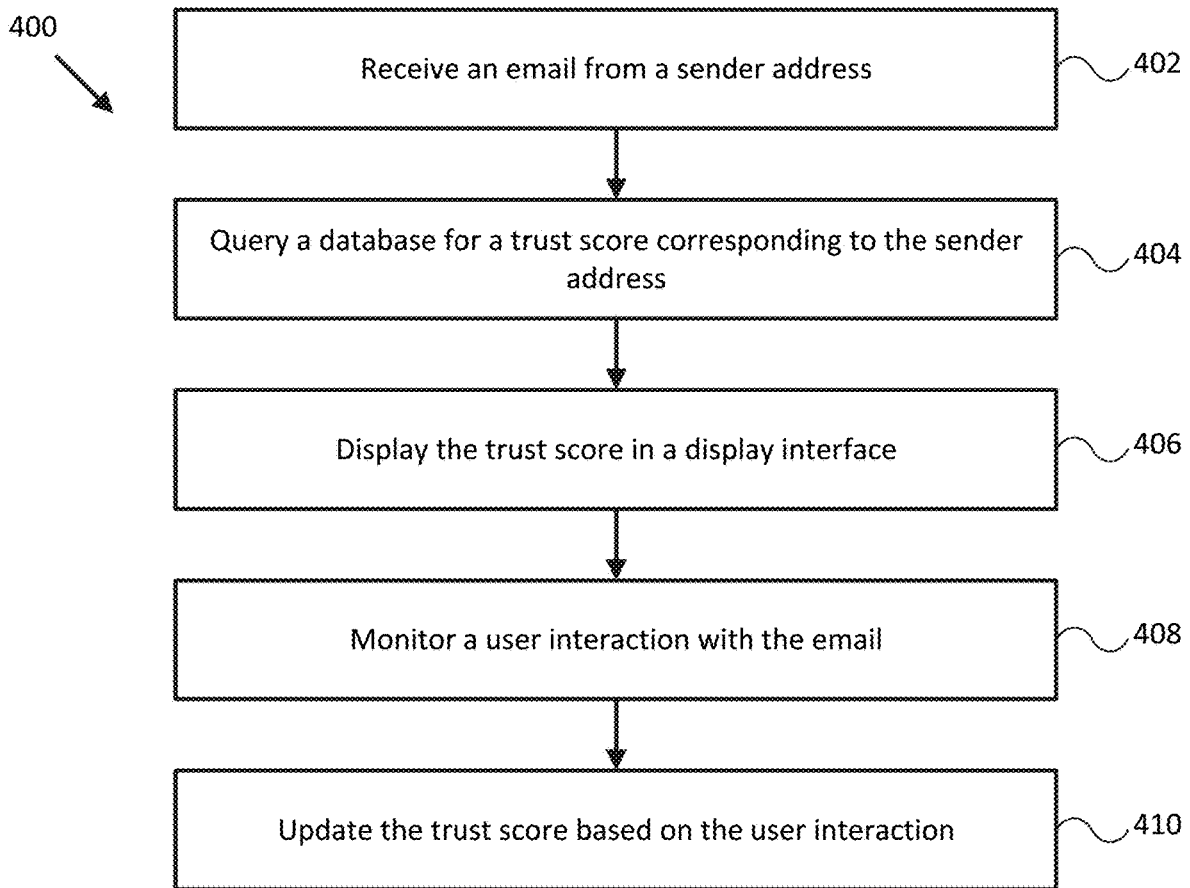 400
Receive an email from a sender address
402
Query a database for a trust score corresponding to the sender
address
404
Display the trust score in a display interface
406
Monitor a user interaction with the email
408
Update the trust score based on the user interaction
410